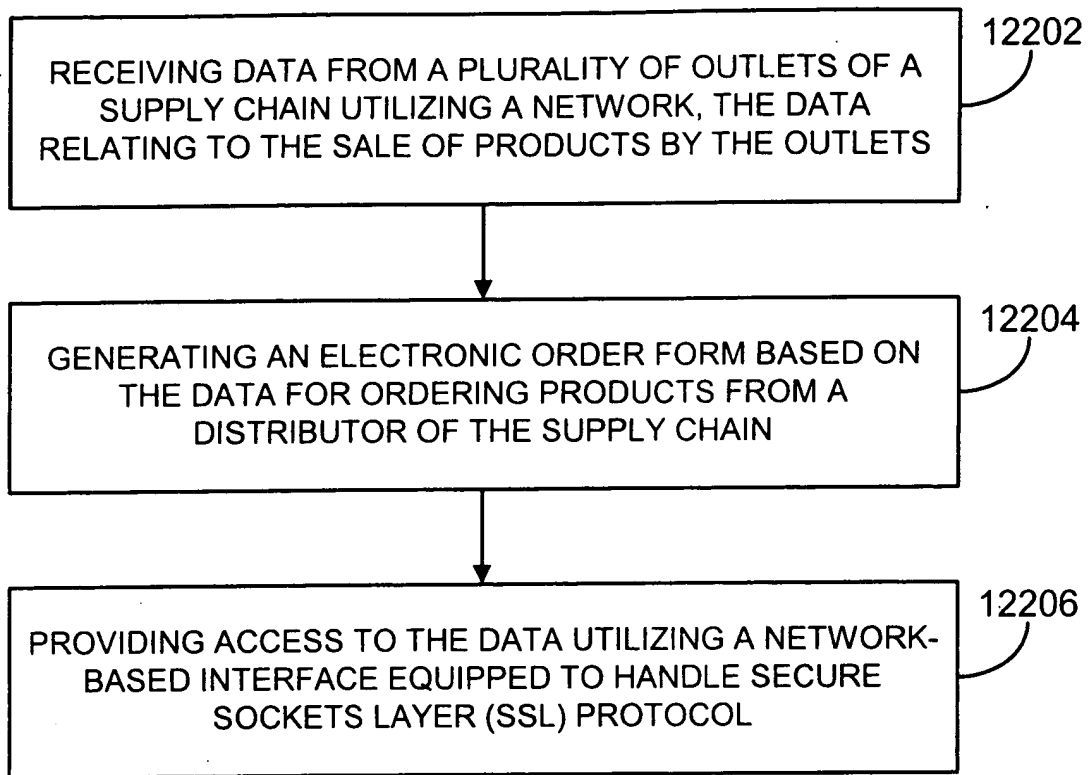 12202
RECEIVING DATA FROM A PLURALITY OF OUTLETS OF A
SUPPLY CHAIN UTILIZING A NETWORK, THE DATA
RELATING TO THE SALE OF PRODUCTS BY THE OUTLETS
12204
GENERATING AN ELECTRONIC ORDER FORM BASED ON
THE DATA FOR ORDERING PRODUCTS FROM A
DISTRIBUTOR OF THE SUPPLY CHAIN
12206
PROVIDING ACCESS TO THE DATA UTILIZING A NETWORK-
BASED INTERFACE EQUIPPED TO HANDLE SECURE
SOCKETS LAYER (SSL) PROTOCOL